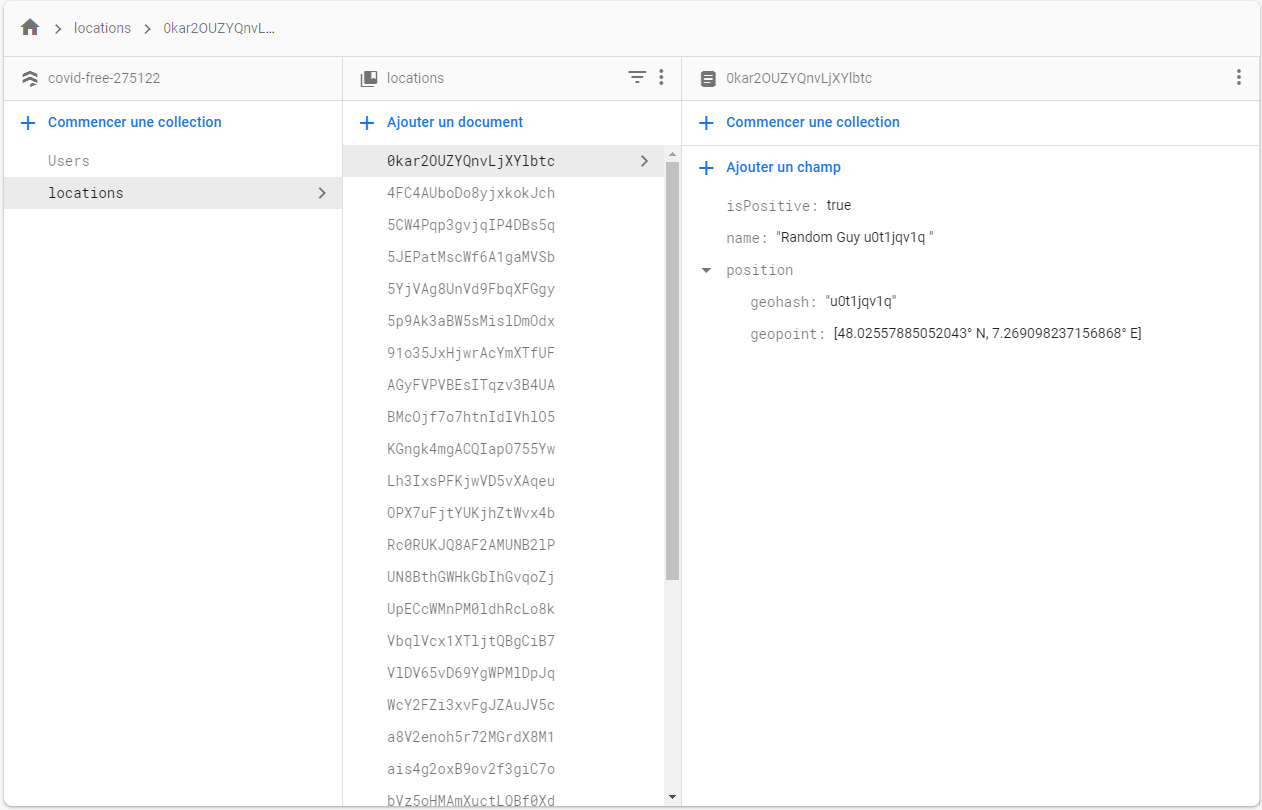 locations
0kar2OUZYQnvL...
covid-free-275122
Commencer une collection
Users
locations
locations
Ajouter un document
0kar2OUZYQnvLjXYlbtc
4FC4AUboDo8yjxkokJch
5CW4Pqp3gvjqIP4DBs5q
5JEPatMscWf6A1gaMVSb
5YjVAg8UnVd9FbqXFGgy
5p9Ak3aBW5sMislDmOdx
91o35JxHjwrAcYmXTfUF
AGyFVPVBEsITqzv3B4UA
BMcOjf7o7htnIdIVhlO5
KGngk4mgACQIapO755Yw
Lh3IxsPFKjwVD5vXAqeu
OPX7uFjtYUKjhZtWvx4b
Rc0RUKJQ8AF2AMUNB2lP
UN8BthGWHkGbIhGvqoZj
UpECcWMnPM0ldhRcLo8k
VbqlVcx1XTljtQBgCiB7
VlDV65vD69YgWPMlDpJq
WcY2FZi3xvFgJZAuJV5c
a8V2enoh5r72MGrdX8M1
ais4g2oxB9ov2f3giC7o
bVz5oHMAmXuctLQBf0Xd
0kar2OUZYQnvLjXYlbtc
Commencer une collection
Ajouter un champ
isPositive: true
name: "Random Guy u0t1jqv1q "
position
geohash: "u0t1jqv1q"
geopoint: [48.02557885052043° N, 7.269098237156868° E]